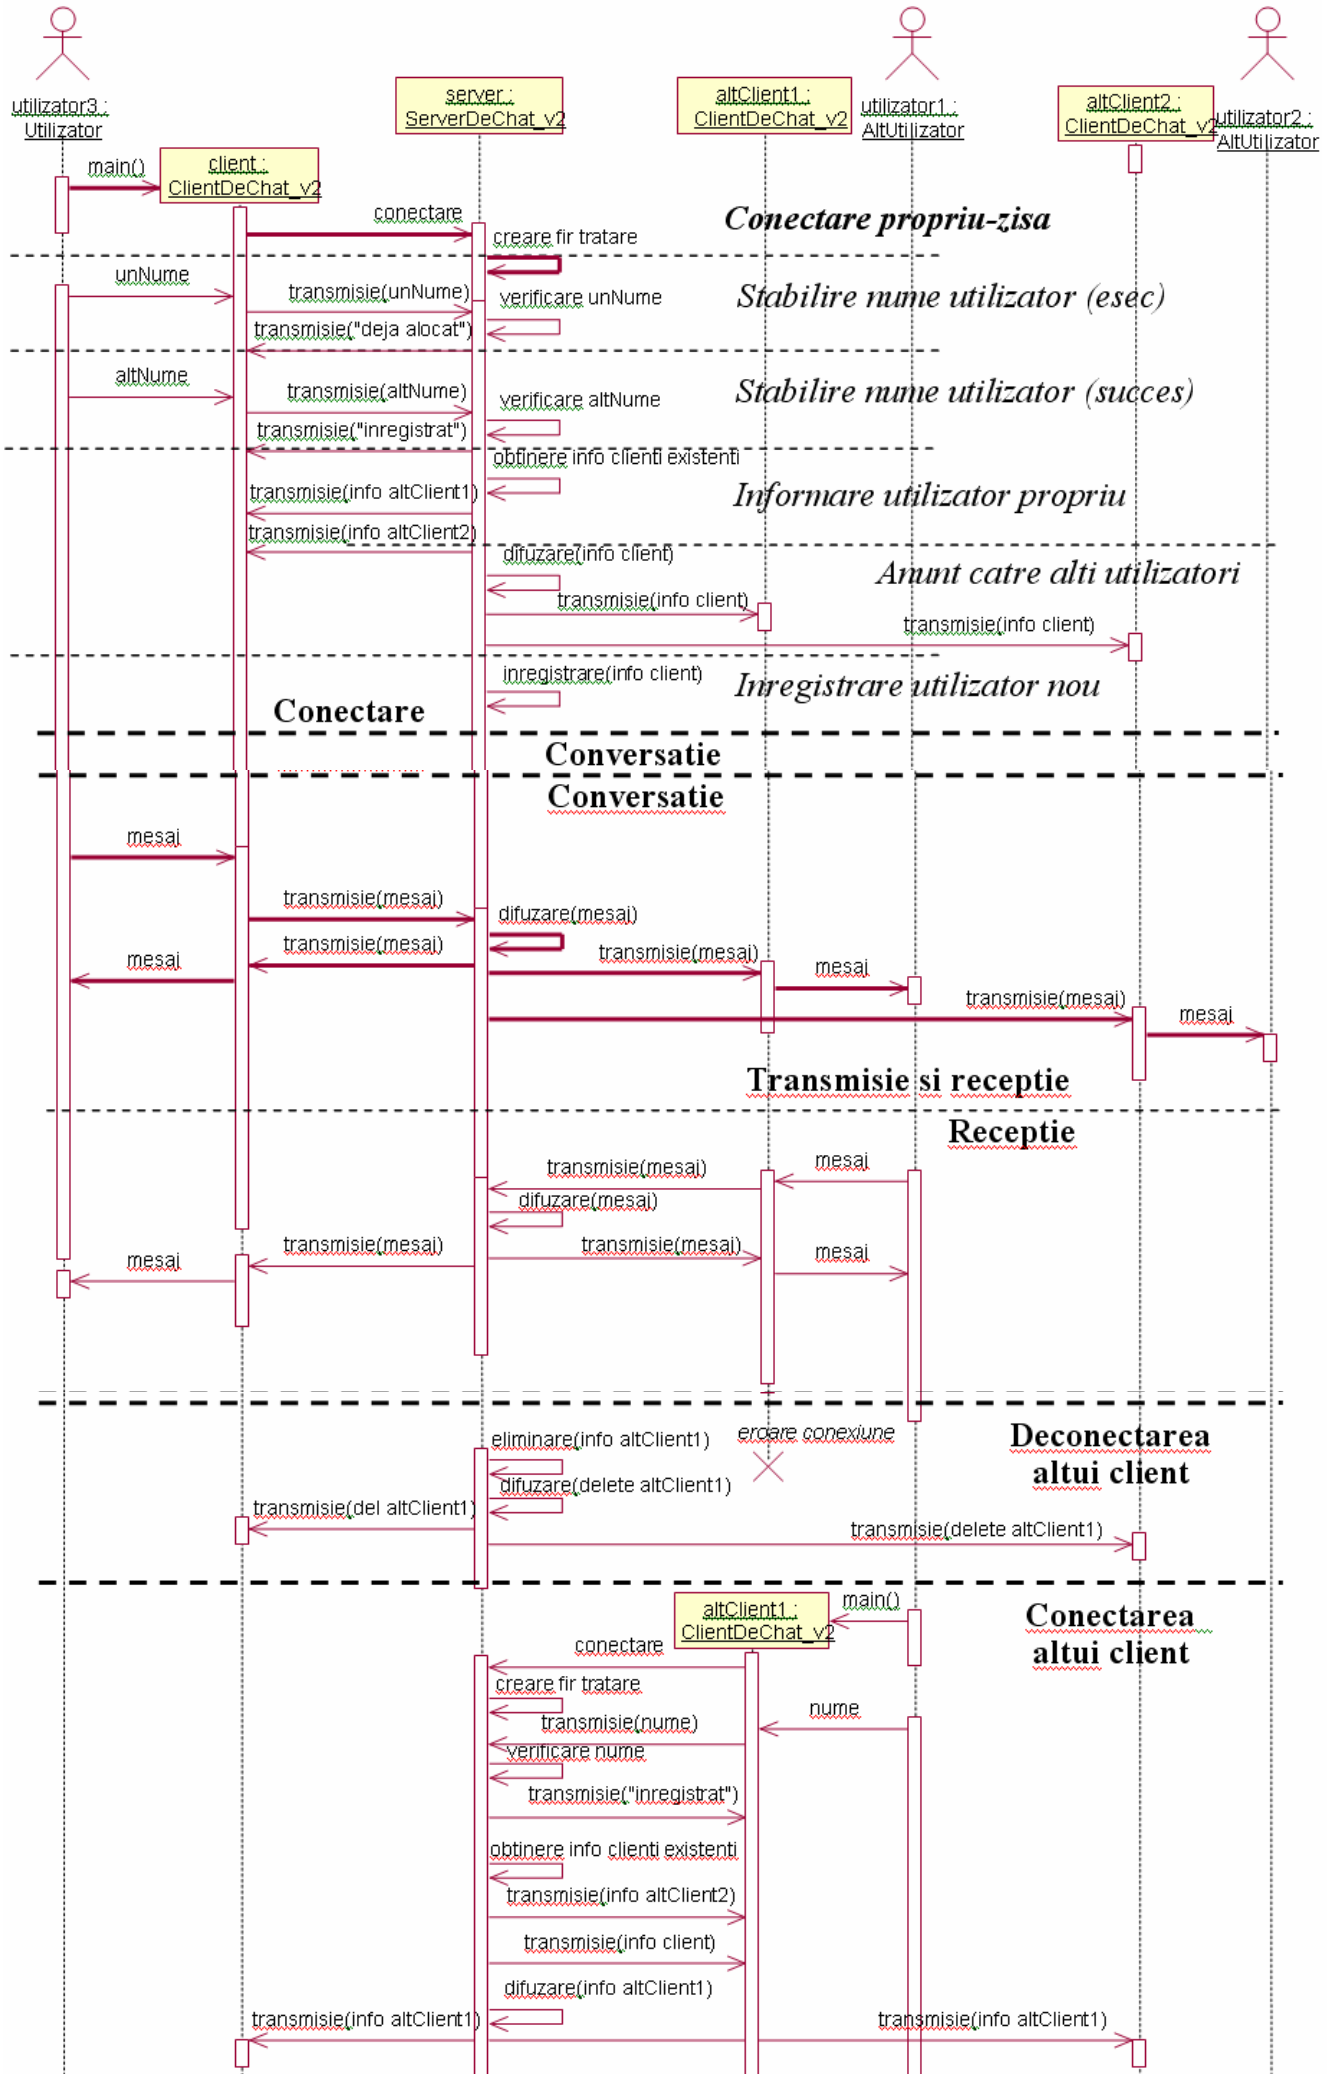 utilizator3 :
Utilizator
server :
ServerDeChat_v2
altClient1 :
ClientDeChat_v2
utilizator1 :
AltUtilizator
altClient2 :
ClientDeChat_v2
utilizator2 :
AltUtilizator
main()
client :
ClientDeChat_v2
conectare
Conectare propriu-zisa
creare fir tratare
unNume
transmisie(unNume)
verificare unNume
Stabilire nume utilizator (esec)
transmisie("deja alocat")
altNume
transmisie(altNume)
verificare altNume
Stabilire nume utilizator (succes)
transmisie("inregistrat")
obtinere info clienti existenti
transmisie(info altClient1)
Informare utilizator propriu
transmisie(info altClient2)
difuzare(info client)
Anunt catre alti utilizatori
transmisie(info client)
transmisie(info client)
inregistrare(info client)
Inregistrare utilizator nou
Conectare
Conversatie
Conversatie
mesaj
transmisie(mesaj)
difuzare(mesaj)
transmisie(mesaj)
transmisie(mesaj)
mesaj
mesaj
transmisie(mesaj)
mesaj
Transmisie si receptie
Receptie
mesaj
transmisie(mesaj)
difuzare(mesaj)
transmisie(mesaj)
transmisie(mesaj)
mesaj
mesaj
eroare conexiune
Deconectarea
altui client
eliminare(info altClient1)
difuzare(delete altClient1)
transmisie(del altClient1)
transmisie(delete altClient1)
altClient1 :
ClientDeChat_v2
main()
Conectarea
altui client
conectare
creare fir tratare
nume
transmisie(nume)
verificare nume
transmisie("inregistrat")
obtinere info clienti existenti
transmisie(info altClient2)
transmisie(info client)
difuzare(info altClient1)
transmisie(info altClient1)
transmisie(info altClient1)